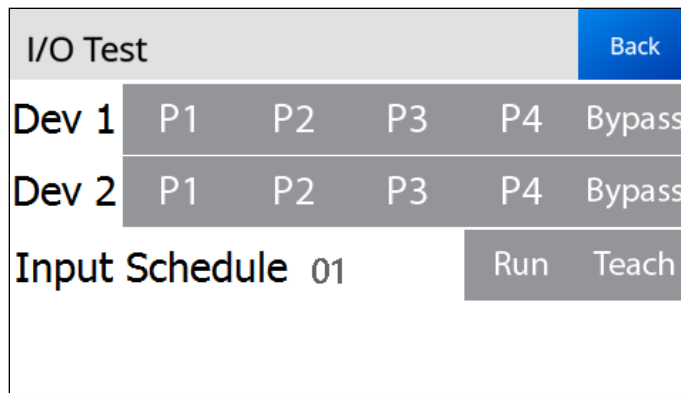 I/O Test Back
Dev 1 P1 P2 P3 P4 Bypass
Dev 2 P1 P2 P3 P4 Bypass
Input Schedule 01 Run Teach